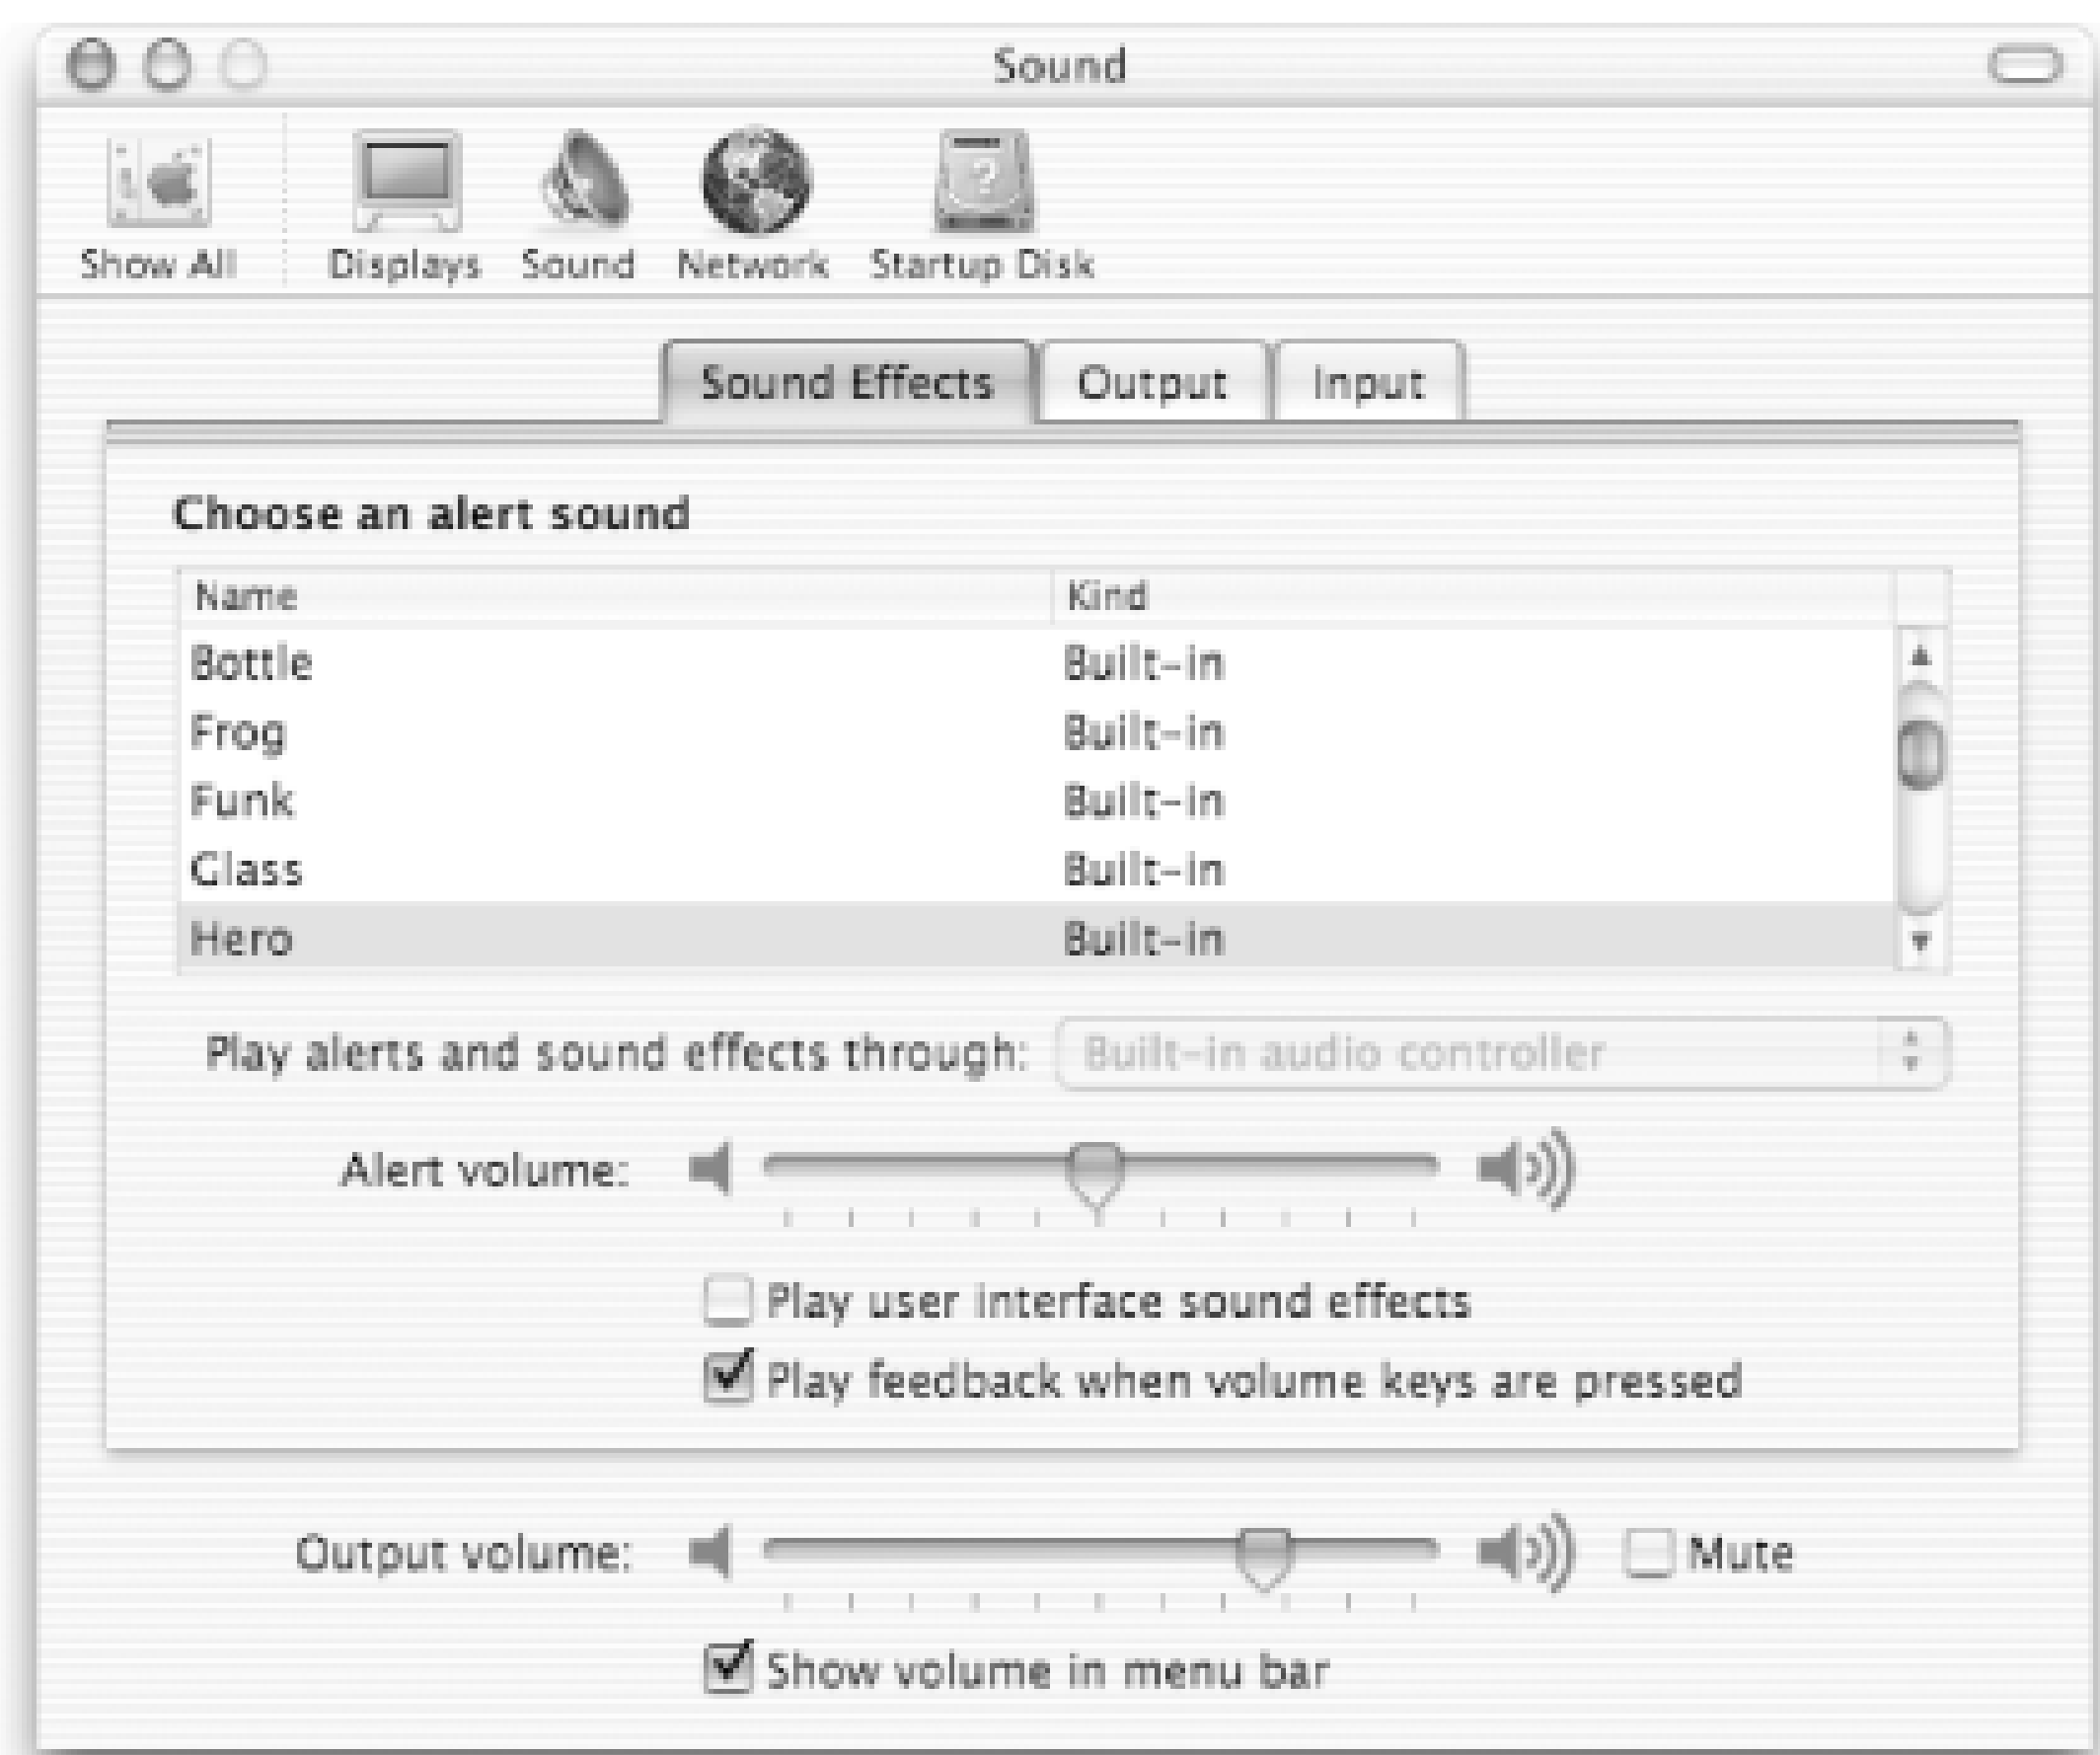 Sound
Show All Displays Sound Network Startup Disk
Sound Effects Output Input
Choose an alert sound
Name Kind
Bottle Built-in
Frog Built-in
Funk Built-in
Glass Built-in
Hero Built-in
Play alerts and sound effects through: Built-in audio controller
Alert volume:
Play user interface sound effects
Play feedback when volume keys are pressed
Output volume: Mute
Show volume in menu bar